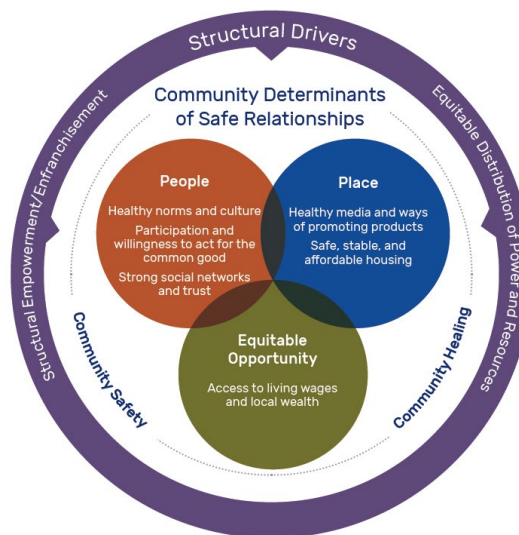 Structural Drivers
Structural Empowerment/Enfranchisement
Equitable Distribution of Power and Resources
Community Determinants
of Safe Relationships
People
Healthy norms and culture
Participation and
willingness to act for the
common good
Strong social networks
and trust
Place
Healthy media and ways
of promoting products
Safe, stable, and
affordable housing
Equitable
Opportunity
Access to living wages
and local wealth
Community Safety
Community Healing